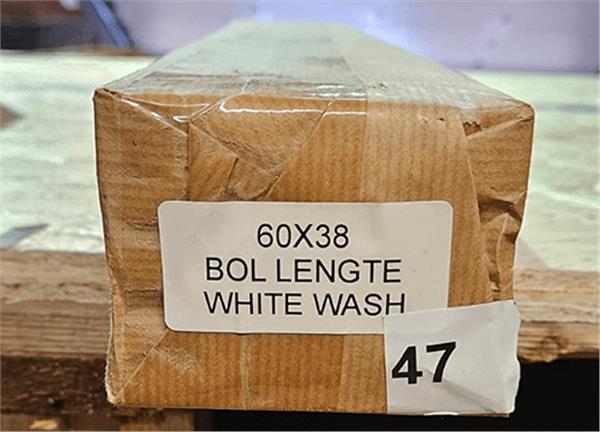 60X38
BOL LENGTE
WHITE WASH
47